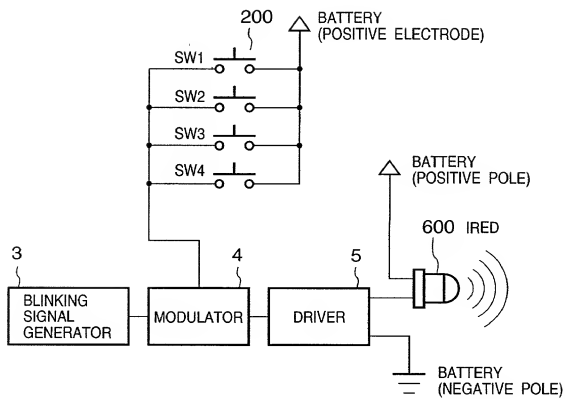 200
BATTERY
(POSITIVE ELECTRODE)
SW1
SW2
SW3
SW4
BATTERY
(POSITIVE POLE)
600 IRED
3
4
5
BLINKING
SIGNAL
GENERATOR
MODULATOR
DRIVER
BATTERY
(NEGATIVE POLE)